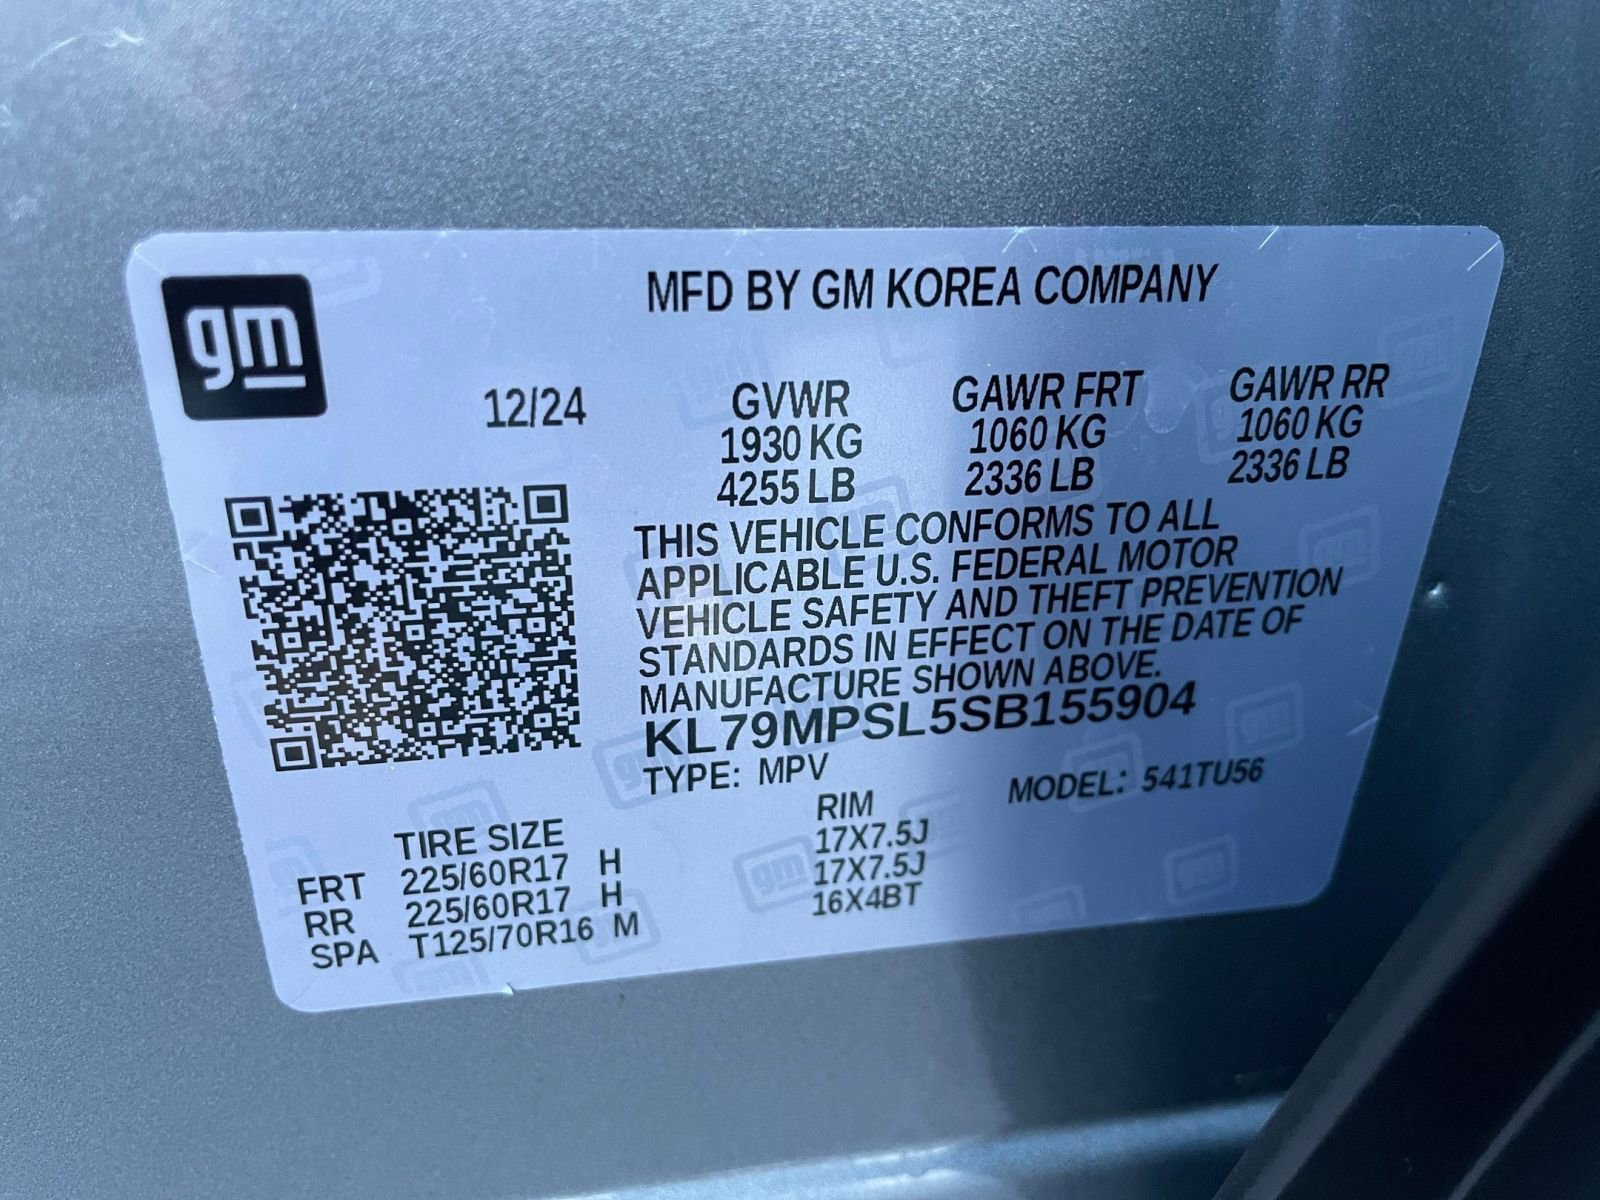 gm
MFD BY GM KOREA COMPANY
12/24
GVWR GAWR FRT GAWR RR
1930 KG 1060 KG 1060 KG
4255 LB 2336 LB 2336 LB
THIS VEHICLE CONFORMS TO ALL
APPLICABLE U.S. FEDERAL MOTOR
VEHICLE SAFETY AND THEFT PREVENTION
STANDARDS IN EFFECT ON THE DATE OF
MANUFACTURE SHOWN ABOVE.
KL79MPSL5SB155904
TYPE: MPV MODEL: 541TU56
TIRE SIZE RIM
FRT 225/60R17 H 17X7.5J
RR 225/60R17 H 17X7.5J
SPA T125/70R16 M 16X4BT